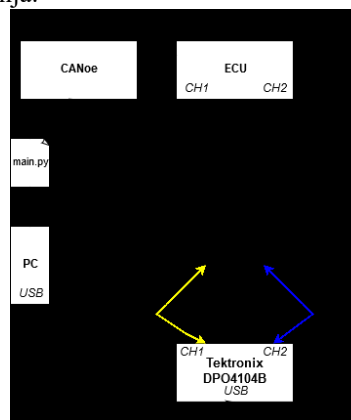 CANoe
ECU
CH1 CH2
main.py
PC
USB
CH1 CH2
Tektronix
DPO4104B
USB